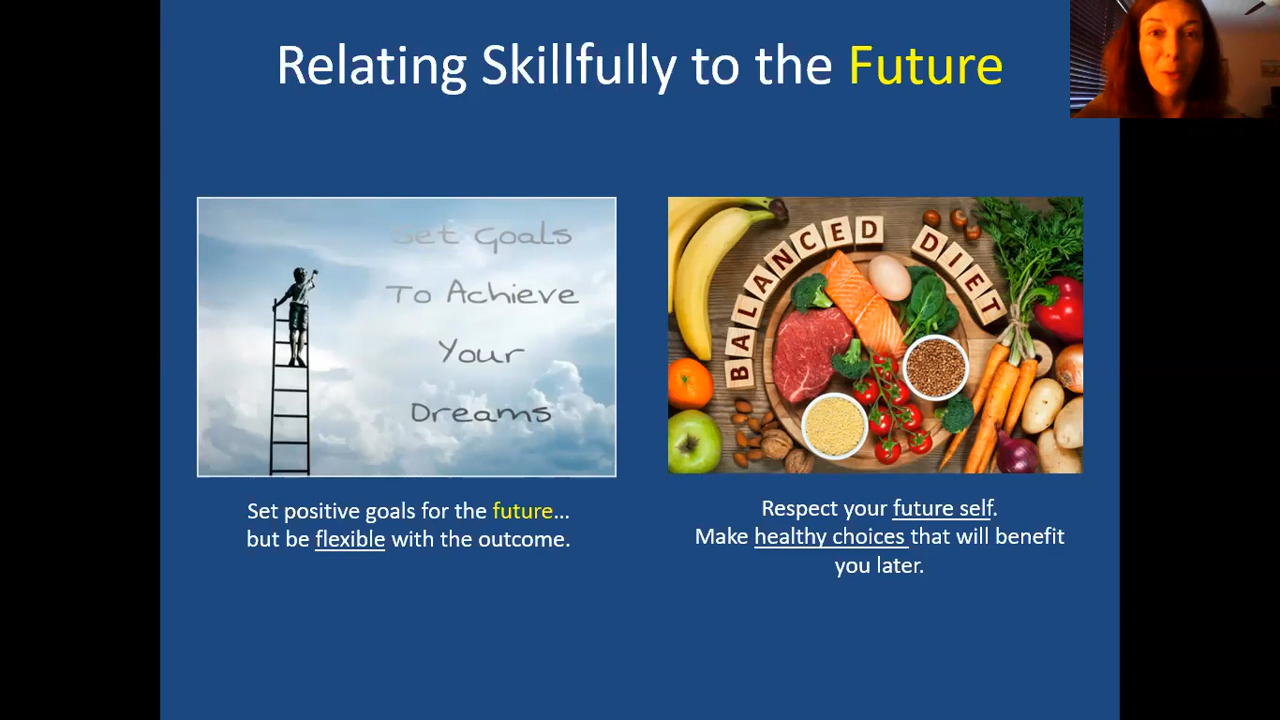 Relating Skillfully to the Future
Set Goals
To Achieve
Your
Dreams
BALANCED DIET
Set positive goals for the future...
but be flexible with the outcome.
Respect your future self.
Make healthy choices that will benefit
you later.